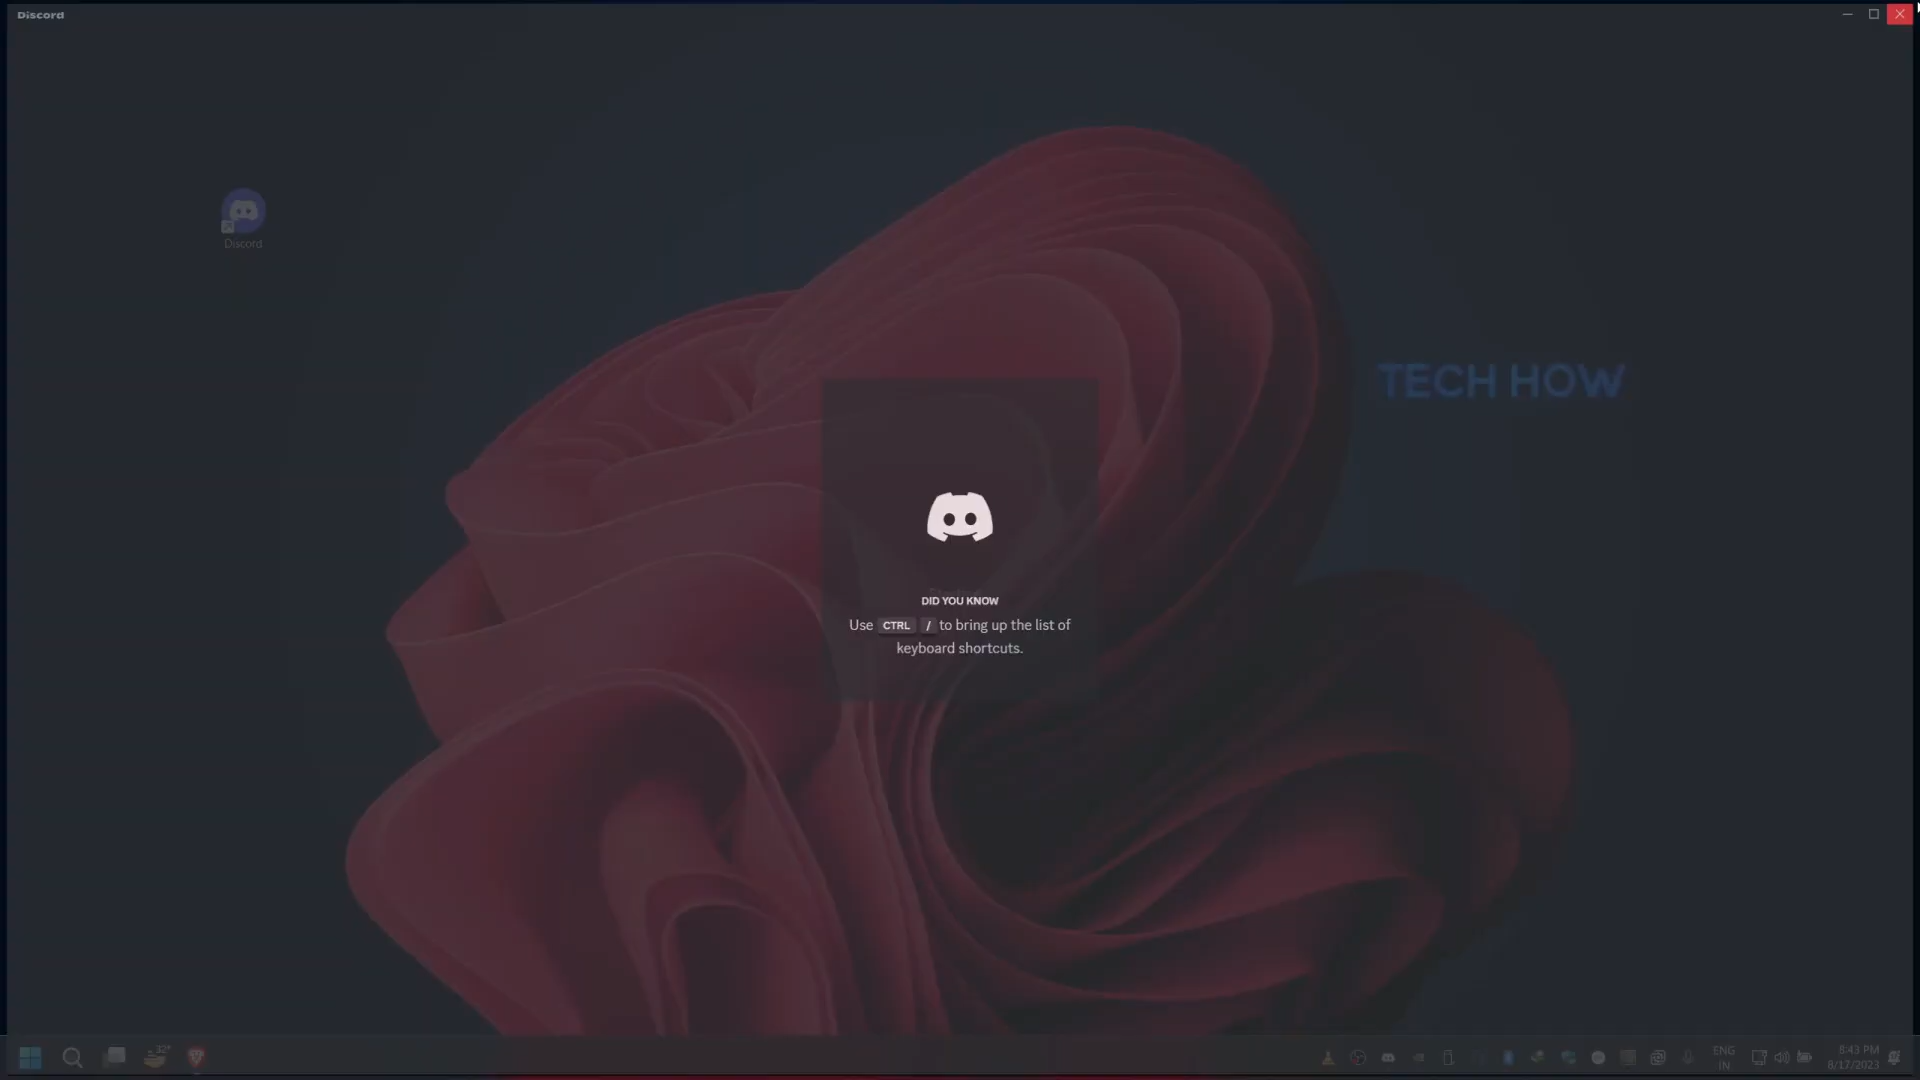 Discord
Discord
TECH HOW
DID YOU KNOW
Use CTRL / to bring up the list of
keyboard shortcuts.
32°
ENG
IN
8:43 PM
8/17/2023